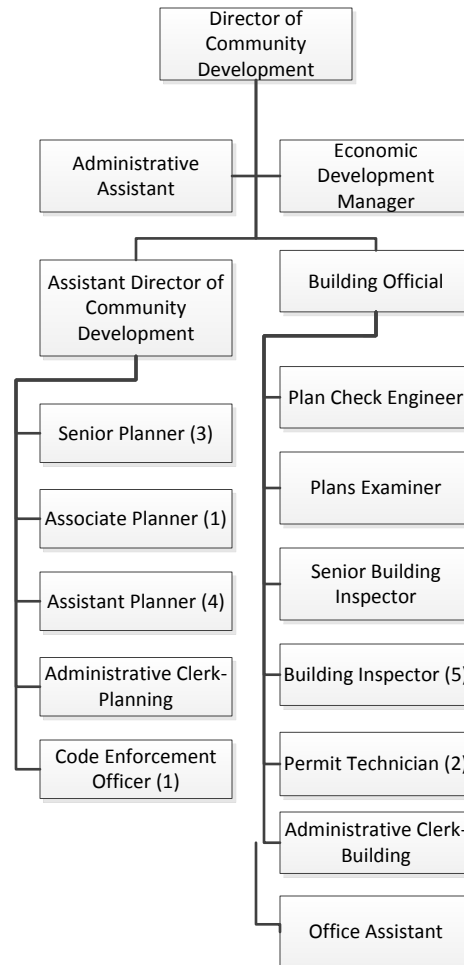 Director of
Community
Development
Administrative
Assistant
Economic
Development
Manager
Assistant Director of
Community
Development
Building Official
Senior Planner (3)
Associate Planner (1)
Assistant Planner (4)
Administrative Clerk-
Planning
Code Enforcement
Officer (1)
Plan Check Engineer
Plans Examiner
Senior Building
Inspector
Building Inspector (5)
Permit Technician (2)
Administrative Clerk-
Building
Office Assistant